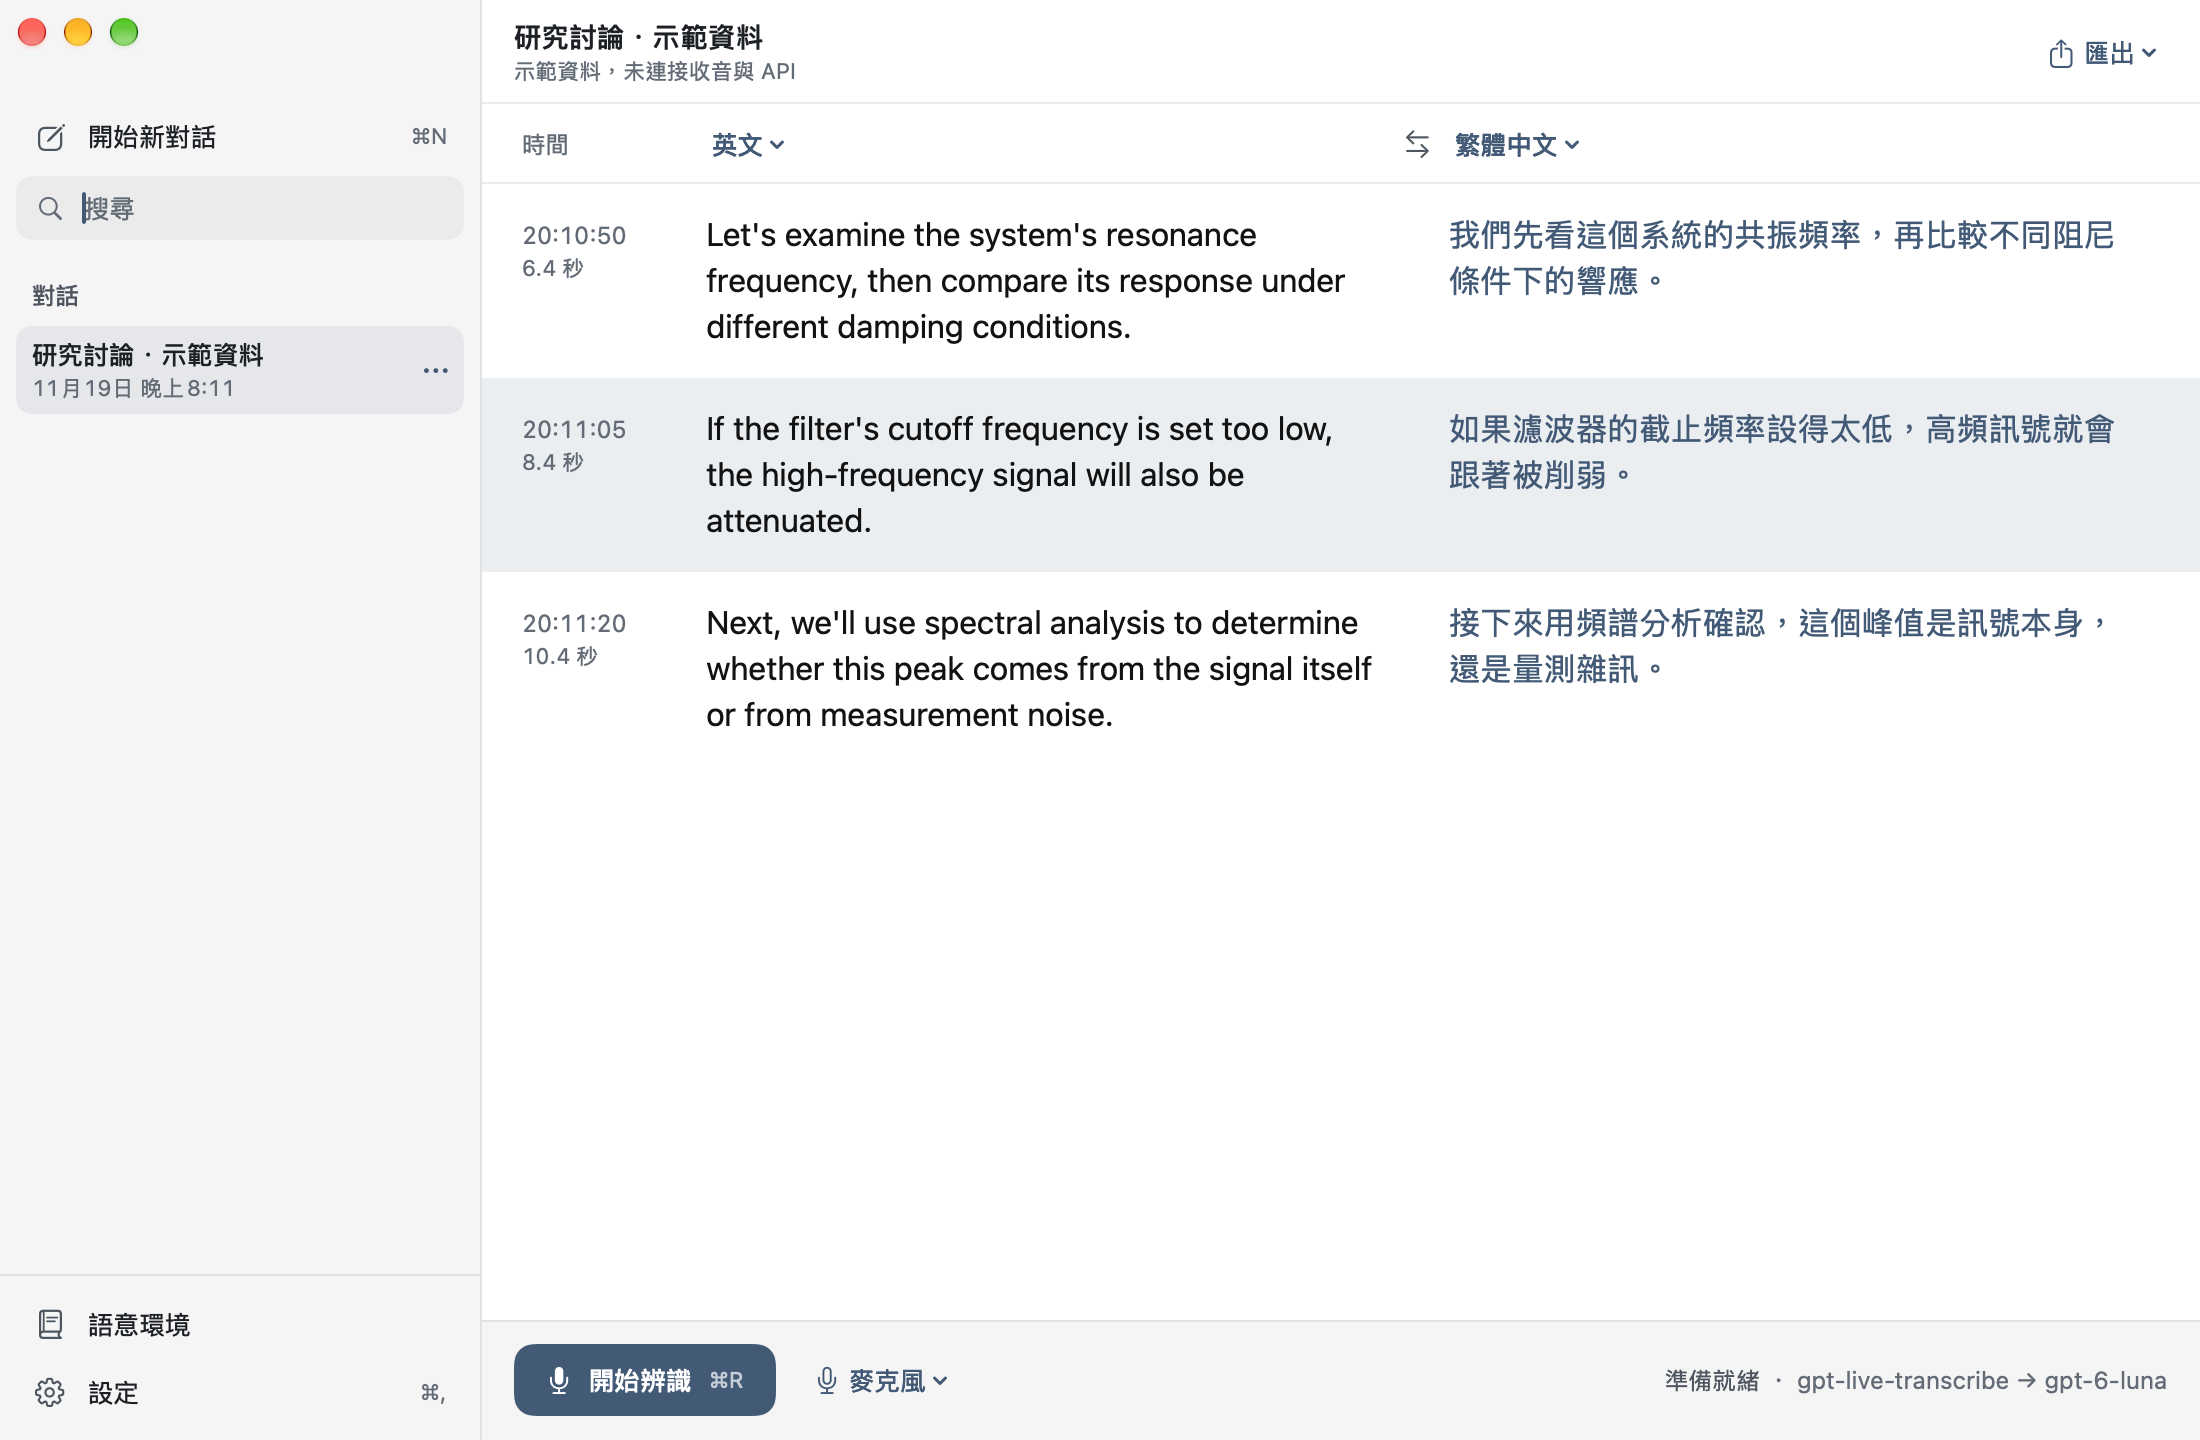 開始新對話 ⌘N
搜尋
對話
研究討論・示範資料
11月19日 晚上8:11
語意環境
設定 ⌘,
研究討論・示範資料
示範資料，未連接收音與 API
匯出
時間 英文 繁體中文
20:10:50
6.4 秒
Let's examine the system's resonance
frequency, then compare its response under
different damping conditions.
我們先看這個系統的共振頻率，再比較不同阻尼
條件下的響應。
20:11:05
8.4 秒
If the filter's cutoff frequency is set too low,
the high-frequency signal will also be
attenuated.
如果濾波器的截止頻率設得太低，高頻訊號就會
跟著被削弱。
20:11:20
10.4 秒
Next, we'll use spectral analysis to determine
whether this peak comes from the signal itself
or from measurement noise.
接下來用頻譜分析確認，這個峰值是訊號本身，
還是量測雜訊。
開始辨識 ⌘R 麥克風 準備就緒 · gpt-live-transcribe → gpt-6-luna